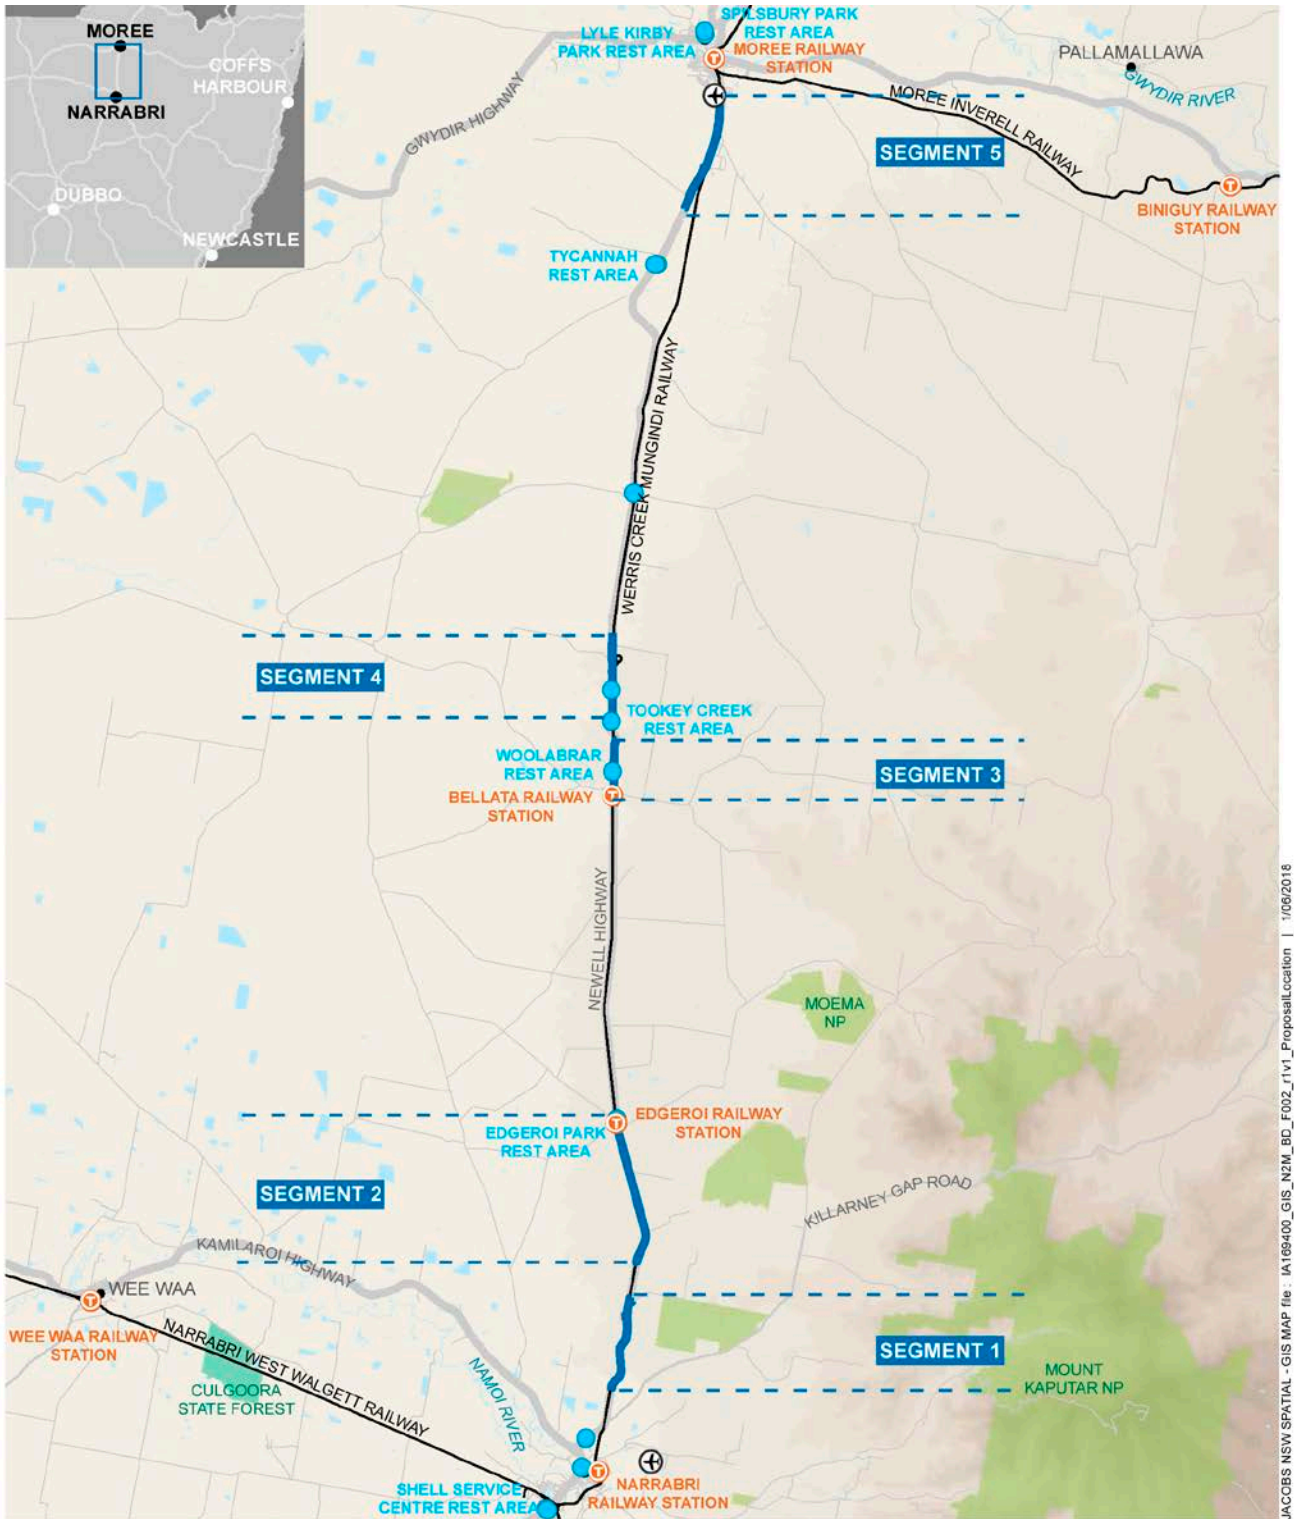 MOREE
COFFS
HARBOUR
NARRABRI
DUBBO
NEWCASTLE
SPILSBURY PARK
REST AREA
LYLE KIRBY
PARK REST AREA
MOREE RAILWAY
STATION
PALLAMALLAWA
GWYDIR RIVER
GWYDIR HIGHWAY
MOREE INVERELL RAILWAY
SEGMENT 5
BINIGUY RAILWAY
STATION
TYCANNAH
REST AREA
WERRIS CREEK MUNGINDI RAILWAY
SEGMENT 4
TOOKEY CREEK
REST AREA
WOOLABRAR
REST AREA
SEGMENT 3
BELLATA RAILWAY
STATION
NEWELL HIGHWAY
MOEMA
NP
EDGEROI RAILWAY
STATION
EDGEROI PARK
REST AREA
SEGMENT 2
KILLARNEY GAP ROAD
KAMILAROI HIGHWAY
WEE WAA
WEE WAA RAILWAY
STATION
NARRABRI WEST WALGETT RAILWAY
CULGOORA
STATE FOREST
NAMOI RIVER
SEGMENT 1
MOUNT
KAPUTAR NP
SHELL SERVICE
CENTRE REST AREA
NARRABRI
RAILWAY STATION
JACOBS NSW SPATIAL - GIS MAP file : IA169400_GIS_N2M_BD_F002_r1v1_ProposalLocation | 1/06/2018